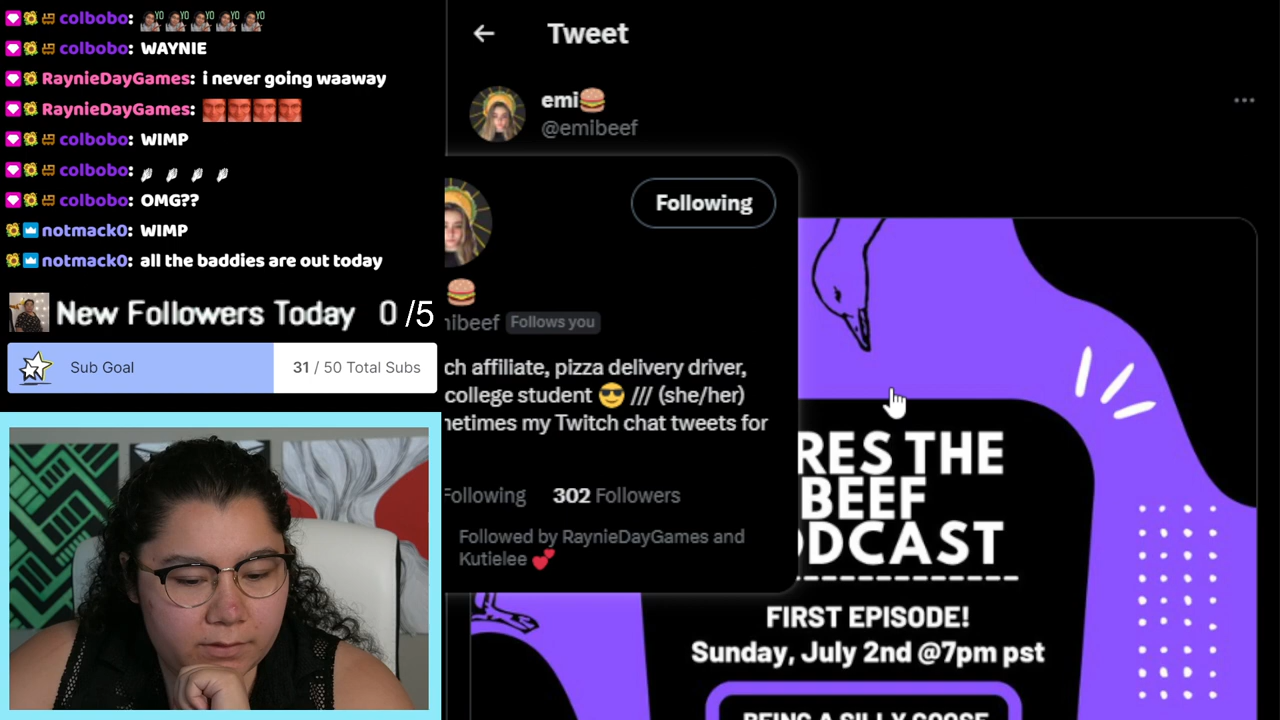 colbobo: YO YO YO YO YO
colbobo: WAYNIE
RaynieDayGames: i never going waaway
RaynieDayGames:
colbobo: WIMP
colbobo:
colbobo: OMG??
notmack0: WIMP
notmack0: all the baddies are out today
New Followers Today 0 /5
Sub Goal 31 / 50 Total Subs
Tweet
emi
@emibeef
Following
ibeef Follows you
ch affiliate, pizza delivery driver,
college student /// (she/her)
netimes my Twitch chat tweets for
Following 302 Followers
Followed by RaynieDayGames and
Kutielee
RES THE
BEEF
ODCAST
FIRST EPISODE!
Sunday, July 2nd @7pm pst
BEING A SILLY GOOSE